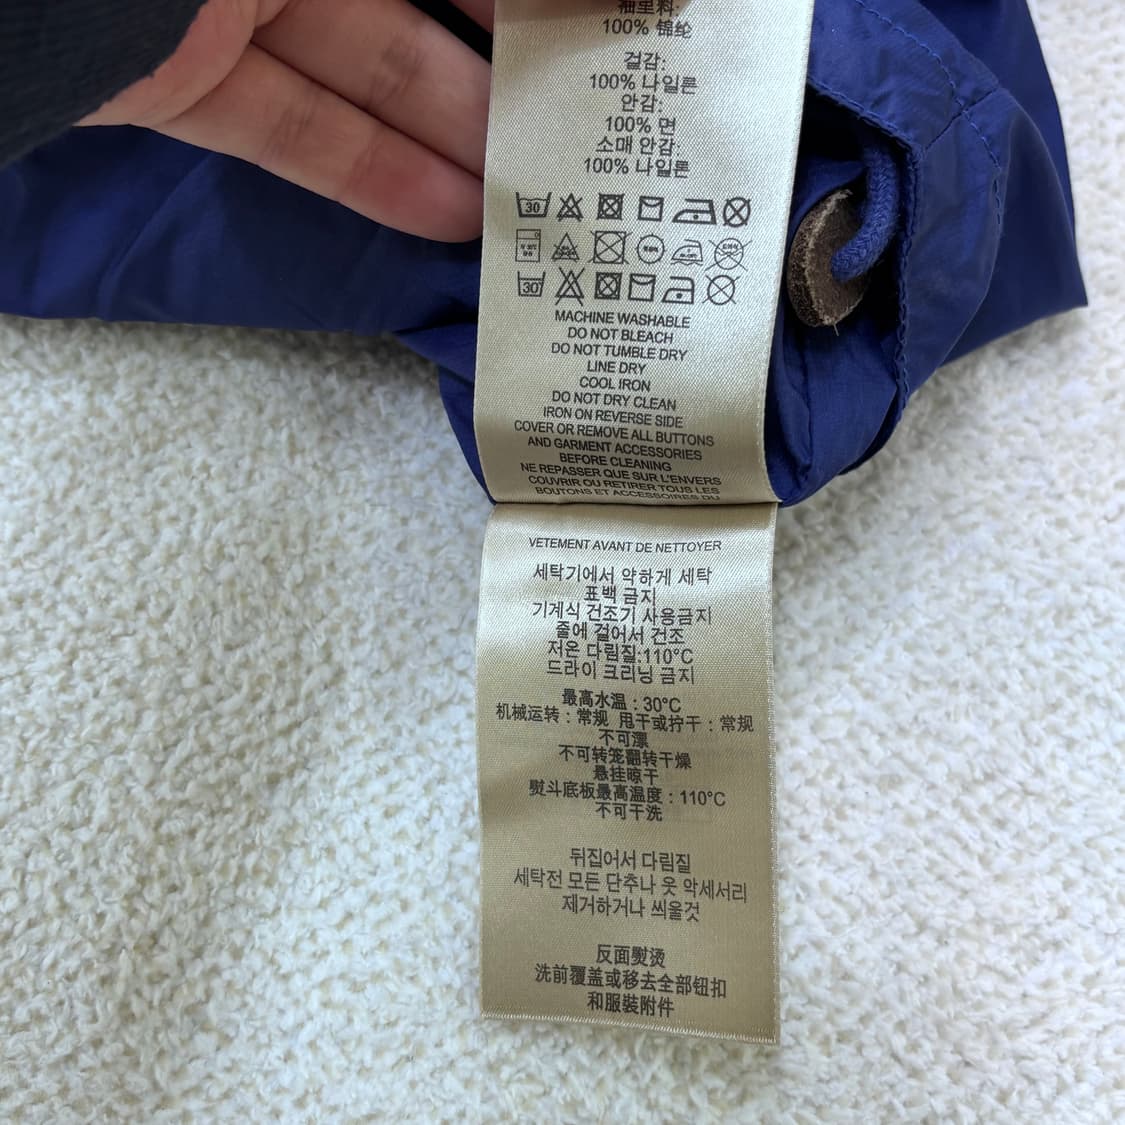 袖里料:
100% 锦纶
겉감:
100% 나일론
안감:
100% 면
소매 안감:
100% 나일론
30
30
MACHINE WASHABLE
DO NOT BLEACH
DO NOT TUMBLE DRY
LINE DRY
COOL IRON
DO NOT DRY CLEAN
IRON ON REVERSE SIDE
COVER OR REMOVE ALL BUTTONS
AND GARMENT ACCESSORIES
BEFORE CLEANING
NE REPASSER QUE SUR L'ENVERS
COUVRIR OU RETIRER TOUS LES
BOUTONS ET ACCESSOIRES DU
VETEMENT AVANT DE NETTOYER
세탁기에서 약하게 세탁
표백 금지
기계식 건조기 사용금지
줄에 걸어서 건조
저온 다림질:110°C
드라이 크리닝 금지
最高水温：30°C
机械运转：常规 甩干或拧干：常规
不可漂
不可转笼翻转干燥
悬挂晾干
熨斗底板最高温度：110°C
不可干洗
뒤집어서 다림질
세탁전 모든 단추나 옷 악세서리
제거하거나 씌울것
反面熨烫
洗前覆盖或移去全部钮扣
和服裝附件